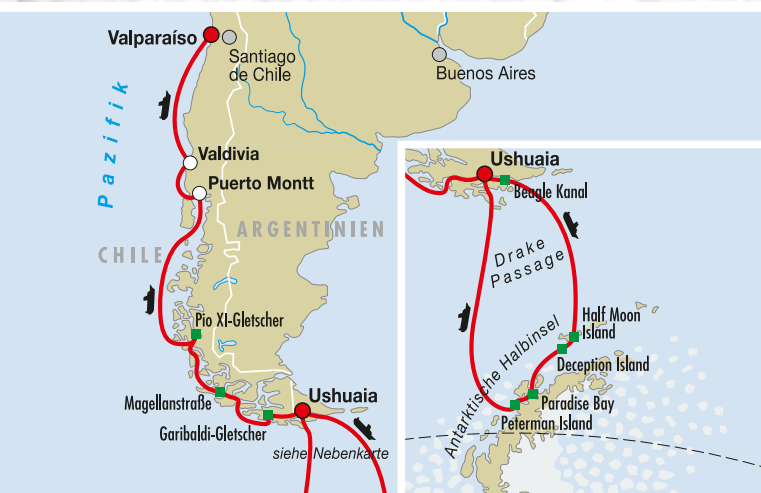 Valparaíso
Santiago
de Chile
Buenos Aires
Pazifik
Valdivia
Puerto Montt
ARGENTINIEN
CHILE
Pio XI-Gletscher
Magellanstraße
Ushuaia
Garibaldi-Gletscher
siehe Nebenkarte
Ushuaia
Beagle Kanal
Drake
Passage
Half Moon
Island
Deception Island
Antarktische Halbinsel
Paradise Bay
Peterman Island